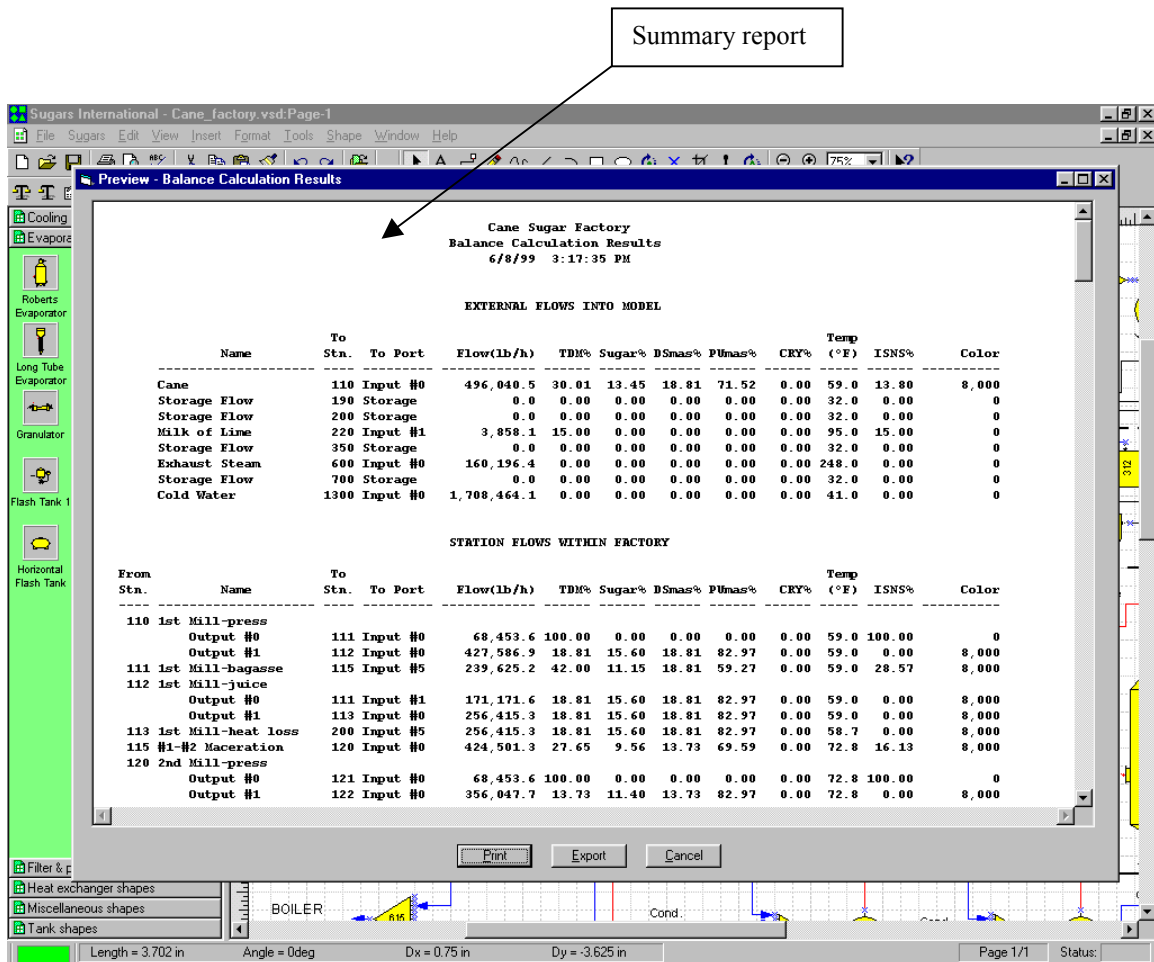 Summary report
Sugars International - Cane_factory.vsd:Page-1
File Sugars Edit View Insert Format Tools Shape Window Help
75%
Preview - Balance Calculation Results
Cooling
Evapora
Roberts
Evaporator
Long Tube
Evaporator
Granulator
Flash Tank 1
Horizontal
Flash Tank
Cane Sugar Factory
Balance Calculation Results
6/8/99 3:17:35 PM
EXTERNAL FLOWS INTO MODEL
To Temp
Name Stn. To Port Flow(lb/h) TDM% Sugar% DSmas% PUmas% CRY% (°F) ISNS% Color
Cane 110 Input #0 496,040.5 30.01 13.45 18.81 71.52 0.00 59.0 13.80 8,000
Storage Flow 190 Storage 0.0 0.00 0.00 0.00 0.00 0.00 32.0 0.00 0
Storage Flow 200 Storage 0.0 0.00 0.00 0.00 0.00 0.00 32.0 0.00 0
Milk of Lime 220 Input #1 3,858.1 15.00 0.00 0.00 0.00 0.00 95.0 15.00 0
Storage Flow 350 Storage 0.0 0.00 0.00 0.00 0.00 0.00 32.0 0.00 0
Exhaust Steam 600 Input #0 160,196.4 0.00 0.00 0.00 0.00 0.00 248.0 0.00 0
Storage Flow 700 Storage 0.0 0.00 0.00 0.00 0.00 0.00 32.0 0.00 0
Cold Water 1300 Input #0 1,708,464.1 0.00 0.00 0.00 0.00 0.00 41.0 0.00 0
STATION FLOWS WITHIN FACTORY
From To Temp
Stn. Name Stn. To Port Flow(lb/h) TDM% Sugar% DSmas% PUmas% CRY% (°F) ISNS% Color
110 1st Mill-press
Output #0 111 Input #0 68,453.6 100.00 0.00 0.00 0.00 0.00 59.0 100.00 0
Output #1 112 Input #0 427,586.9 18.81 15.60 18.81 82.97 0.00 59.0 0.00 8,000
111 1st Mill-bagasse 115 Input #5 239,625.2 42.00 11.15 18.81 59.27 0.00 59.0 28.57 8,000
112 1st Mill-juice
Output #0 111 Input #1 171,171.6 18.81 15.60 18.81 82.97 0.00 59.0 0.00 8,000
Output #1 113 Input #0 256,415.3 18.81 15.60 18.81 82.97 0.00 59.0 0.00 8,000
113 1st Mill-heat loss 200 Input #5 256,415.3 18.81 15.60 18.81 82.97 0.00 58.7 0.00 8,000
115 #1-#2 Maceration 120 Input #0 424,501.3 27.65 9.56 13.73 69.59 0.00 72.8 16.13 8,000
120 2nd Mill-press
Output #0 121 Input #0 68,453.6 100.00 0.00 0.00 0.00 0.00 72.8 100.00 0
Output #1 122 Input #0 356,047.7 13.73 11.40 13.73 82.97 0.00 72.8 0.00 8,000
312
Print Export Cancel
Filter & p
Heat exchanger shapes
Miscellaneous shapes
Tank shapes
BOILER
615
Cond.
Cond.
Length = 3.702 in Angle = 0deg Dx = 0.75 in Dy = -3.625 in Page 1/1 Status: